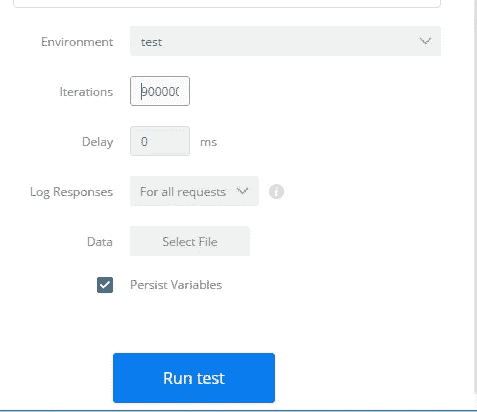 Environment test
Iterations 900000
Delay 0 ms
Log Responses For all requests i
Data Select File
Persist Variables
Run test